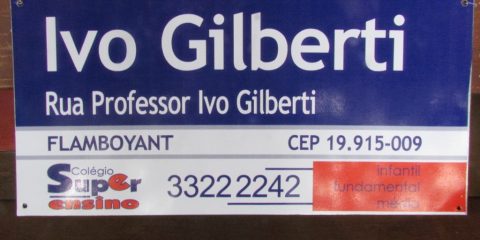 Ivo Gilberti
Rua Professor Ivo Gilberti
FLAMBOYANT CEP 19.915-009
Colégio
Super
ensino
3322 2242
infantil
fundamental
médio